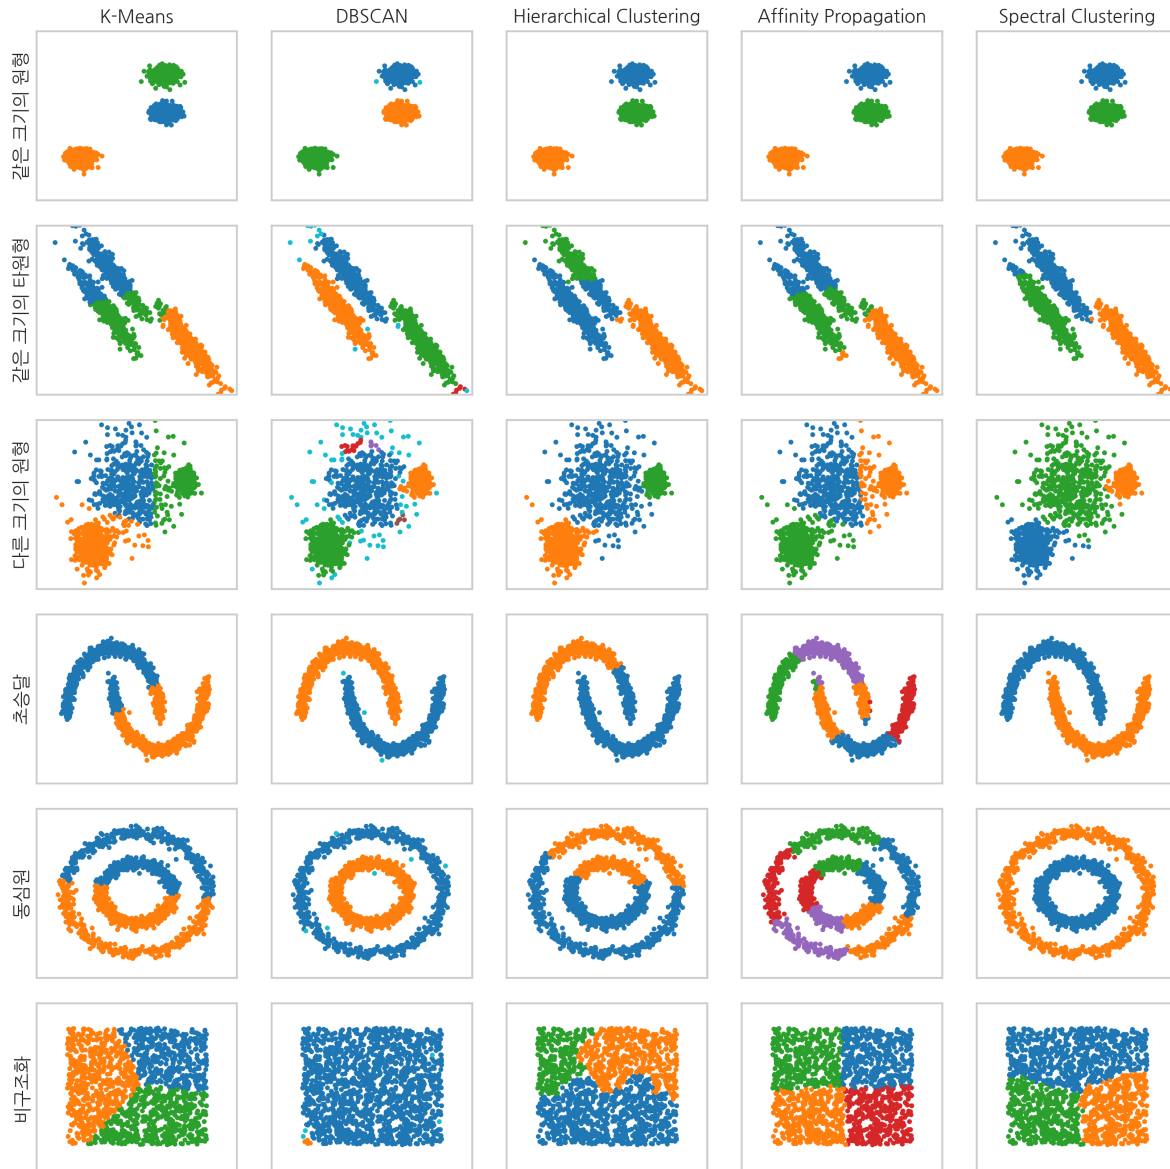 K-Means
DBSCAN
Hierarchical Clustering
Affinity Propagation
Spectral Clustering
같은 크기의 원형
같은 크기의 타원형
다른 크기의 원형
초승달
동심원
비구조화